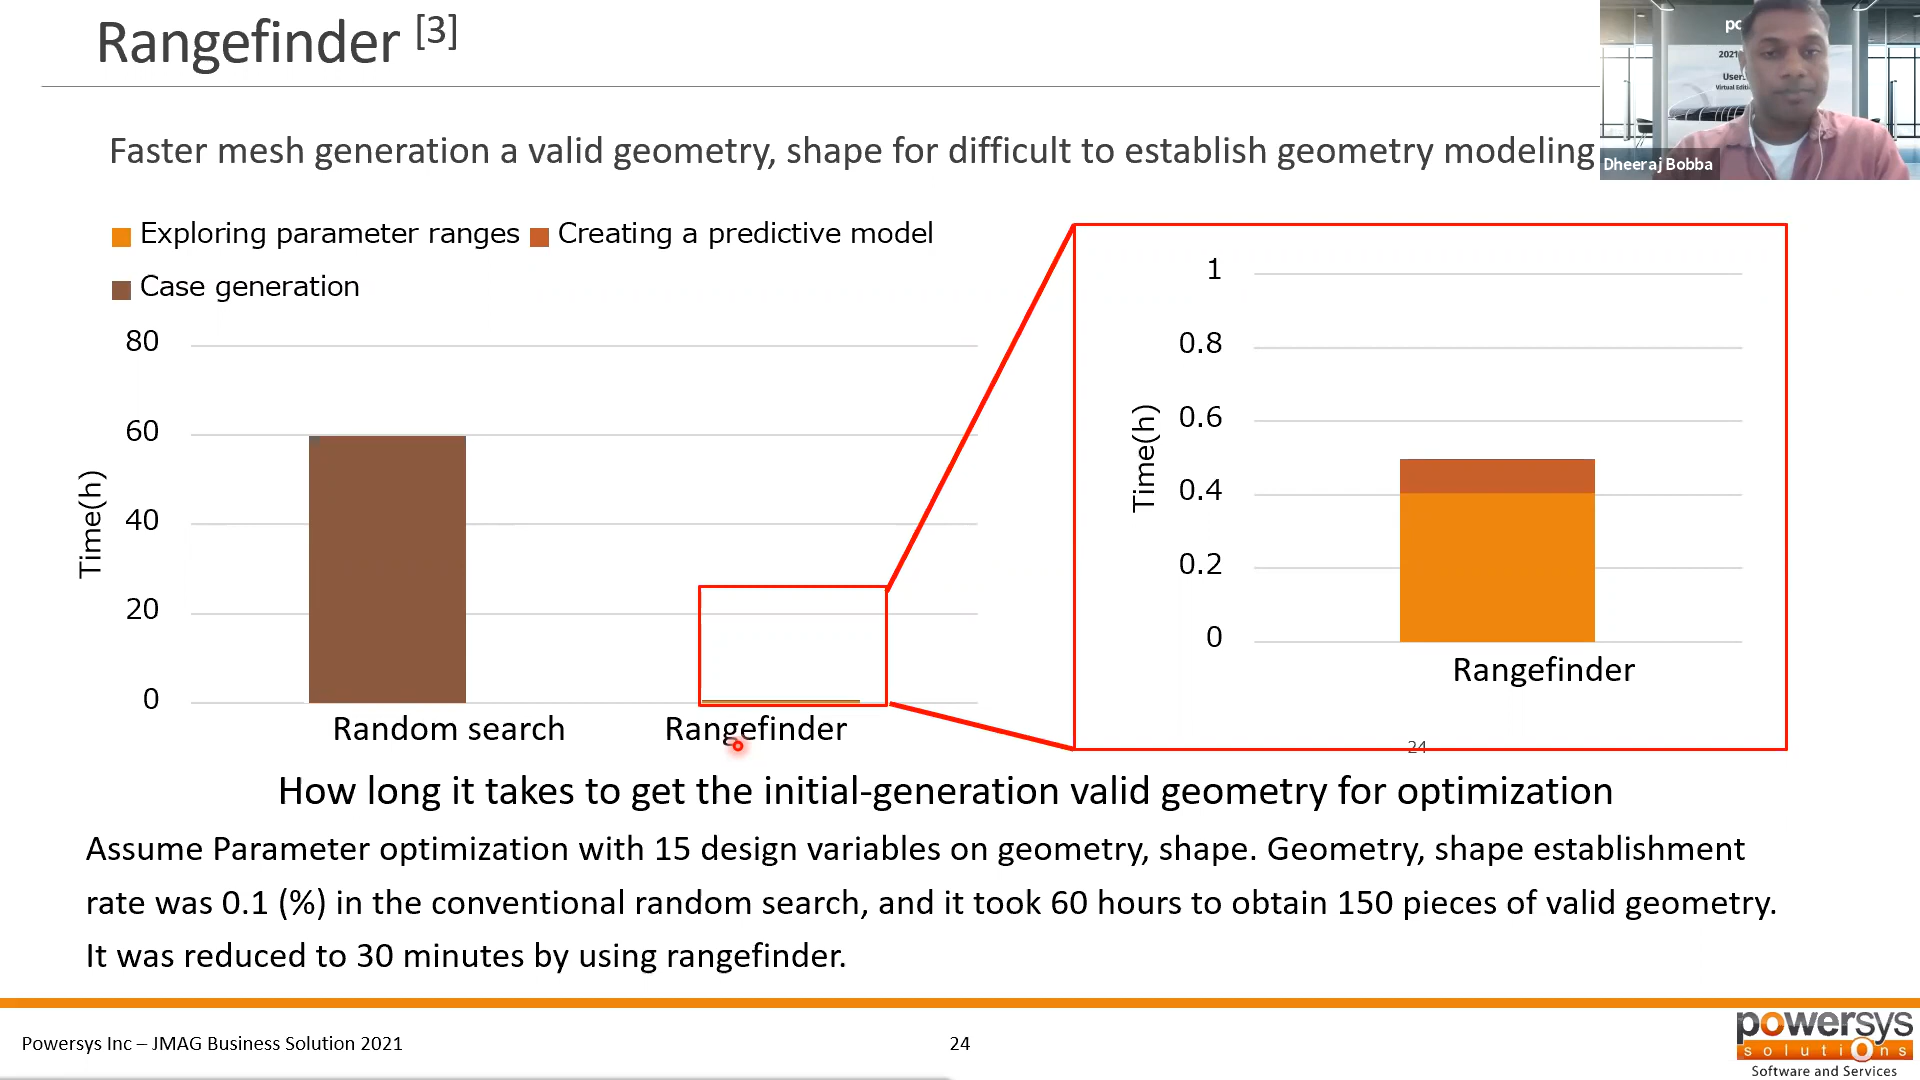 Rangefinder [3]
Faster mesh generation a valid geometry, shape for difficult to establish geometry modeling
Dheeraj Bobba
Exploring parameter ranges Creating a predictive model
Case generation
80
60
40
20
0
Time(h)
Random search Rangefinder
1
0.8
0.6
0.4
0.2
0
Time(h)
Rangefinder
24
How long it takes to get the initial-generation valid geometry for optimization
Assume Parameter optimization with 15 design variables on geometry, shape. Geometry, shape establishment
rate was 0.1 (%) in the conventional random search, and it took 60 hours to obtain 150 pieces of valid geometry.
It was reduced to 30 minutes by using rangefinder.
Powersys Inc – JMAG Business Solution 2021
24
powersys
solutions
Software and Services